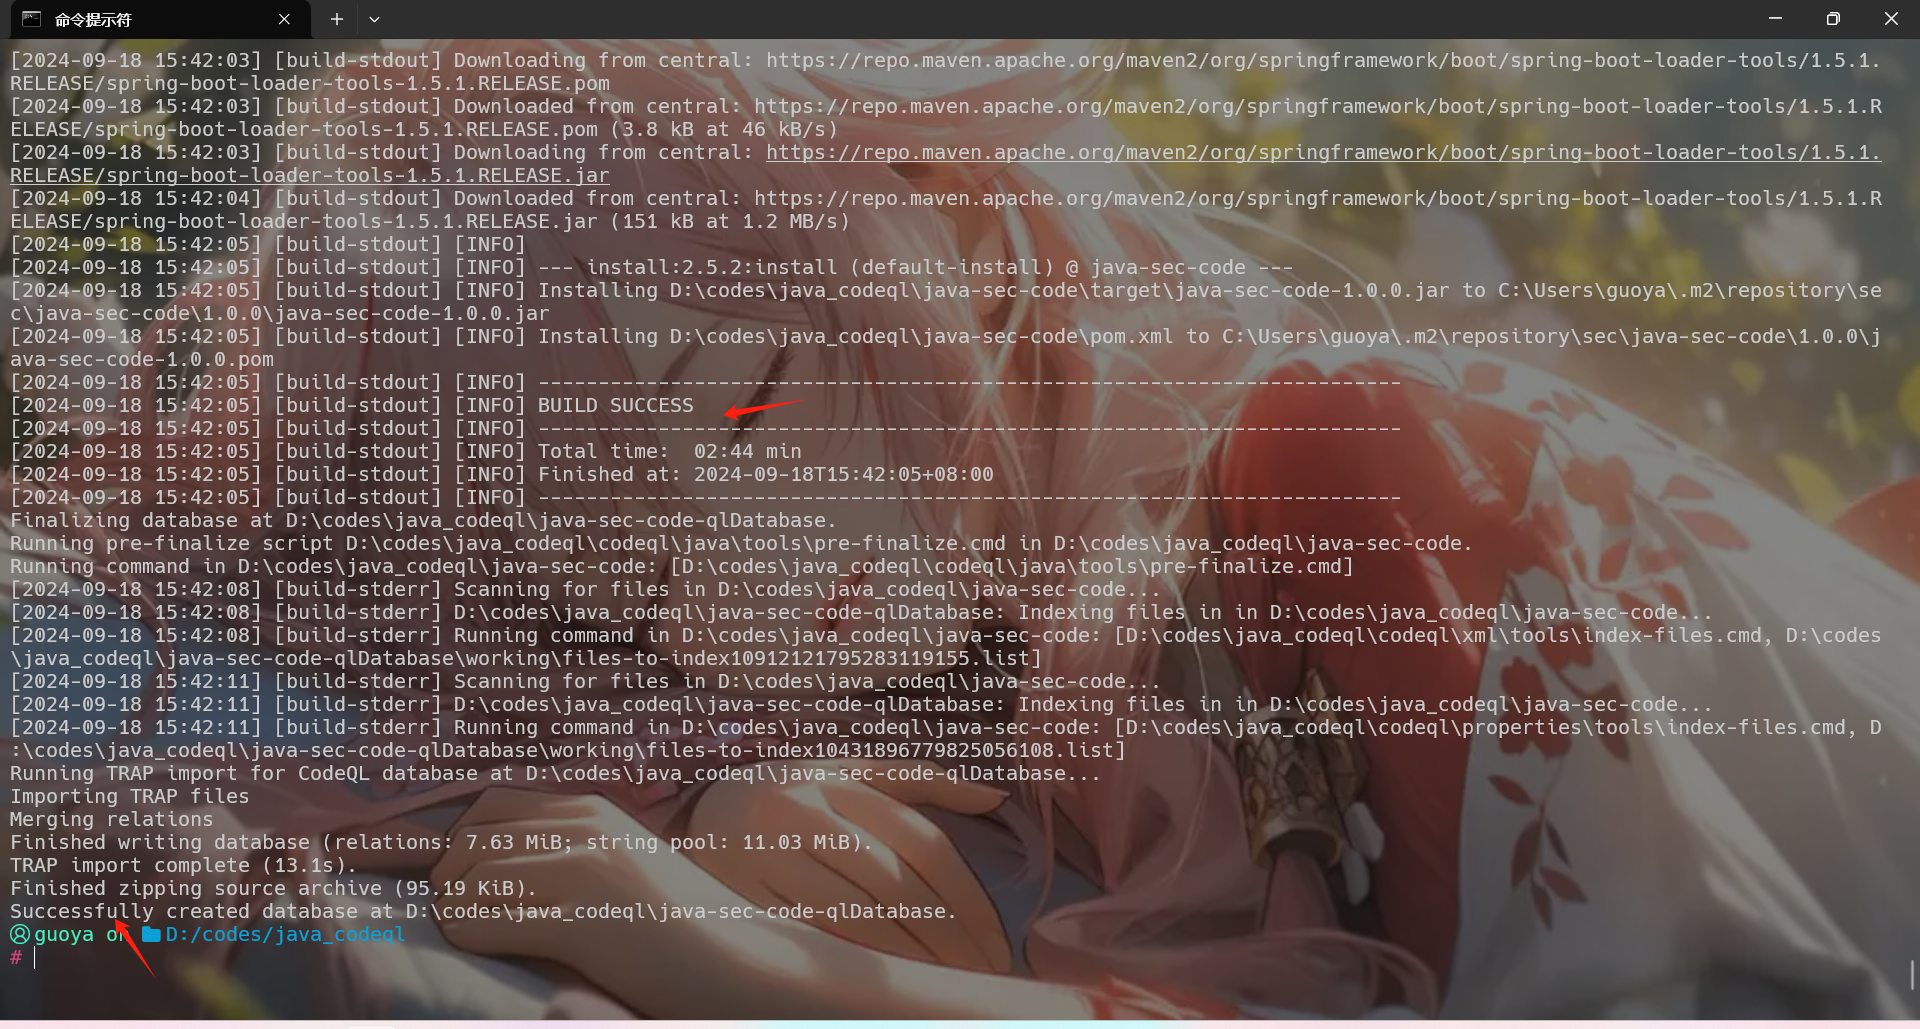 命令提示符
[2024-09-18 15:42:03] [build-stdout] Downloading from central: https://repo.maven.apache.org/maven2/org/springframework/boot/spring-boot-loader-tools/1.5.1.
RELEASE/spring-boot-loader-tools-1.5.1.RELEASE.pom
[2024-09-18 15:42:03] [build-stdout] Downloaded from central: https://repo.maven.apache.org/maven2/org/springframework/boot/spring-boot-loader-tools/1.5.1.R
ELEASE/spring-boot-loader-tools-1.5.1.RELEASE.pom (3.8 kB at 46 kB/s)
[2024-09-18 15:42:03] [build-stdout] Downloading from central: https://repo.maven.apache.org/maven2/org/springframework/boot/spring-boot-loader-tools/1.5.1.
RELEASE/spring-boot-loader-tools-1.5.1.RELEASE.jar
[2024-09-18 15:42:04] [build-stdout] Downloaded from central: https://repo.maven.apache.org/maven2/org/springframework/boot/spring-boot-loader-tools/1.5.1.R
ELEASE/spring-boot-loader-tools-1.5.1.RELEASE.jar (151 kB at 1.2 MB/s)
[2024-09-18 15:42:05] [build-stdout] [INFO]
[2024-09-18 15:42:05] [build-stdout] [INFO] --- install:2.5.2:install (default-install) @ java-sec-code ---
[2024-09-18 15:42:05] [build-stdout] [INFO] Installing D:\codes\java_codeql\java-sec-code\target\java-sec-code-1.0.0.jar to C:\Users\guoya\.m2\repository\se
c\java-sec-code\1.0.0\java-sec-code-1.0.0.jar
[2024-09-18 15:42:05] [build-stdout] [INFO] Installing D:\codes\java_codeql\java-sec-code\pom.xml to C:\Users\guoya\.m2\repository\sec\java-sec-code\1.0.0\j
ava-sec-code-1.0.0.pom
[2024-09-18 15:42:05] [build-stdout] [INFO] ------------------------------------------------------------------------
[2024-09-18 15:42:05] [build-stdout] [INFO] BUILD SUCCESS
[2024-09-18 15:42:05] [build-stdout] [INFO] ------------------------------------------------------------------------
[2024-09-18 15:42:05] [build-stdout] [INFO] Total time:  02:44 min
[2024-09-18 15:42:05] [build-stdout] [INFO] Finished at: 2024-09-18T15:42:05+08:00
[2024-09-18 15:42:05] [build-stdout] [INFO] ------------------------------------------------------------------------
Finalizing database at D:\codes\java_codeql\java-sec-code-qlDatabase.
Running pre-finalize script D:\codes\java_codeql\codeql\java\tools\pre-finalize.cmd in D:\codes\java_codeql\java-sec-code.
Running command in D:\codes\java_codeql\java-sec-code: [D:\codes\java_codeql\codeql\java\tools\pre-finalize.cmd]
[2024-09-18 15:42:08] [build-stderr] Scanning for files in D:\codes\java_codeql\java-sec-code...
[2024-09-18 15:42:08] [build-stderr] D:\codes\java_codeql\java-sec-code-qlDatabase: Indexing files in in D:\codes\java_codeql\java-sec-code...
[2024-09-18 15:42:08] [build-stderr] Running command in D:\codes\java_codeql\java-sec-code: [D:\codes\java_codeql\codeql\xml\tools\index-files.cmd, D:\codes
\java_codeql\java-sec-code-qlDatabase\working\files-to-index10912121795283119155.list]
[2024-09-18 15:42:11] [build-stderr] Scanning for files in D:\codes\java_codeql\java-sec-code...
[2024-09-18 15:42:11] [build-stderr] D:\codes\java_codeql\java-sec-code-qlDatabase: Indexing files in in D:\codes\java_codeql\java-sec-code...
[2024-09-18 15:42:11] [build-stderr] Running command in D:\codes\java_codeql\java-sec-code: [D:\codes\java_codeql\codeql\properties\tools\index-files.cmd, D
:\codes\java_codeql\java-sec-code-qlDatabase\working\files-to-index10431896779825056108.list]
Running TRAP import for CodeQL database at D:\codes\java_codeql\java-sec-code-qlDatabase...
Importing TRAP files
Merging relations
Finished writing database (relations: 7.63 MiB; string pool: 11.03 MiB).
TRAP import complete (13.1s).
Finished zipping source archive (95.19 KiB).
Successfully created database at D:\codes\java_codeql\java-sec-code-qlDatabase.
guoya on D:/codes/java_codeql
#